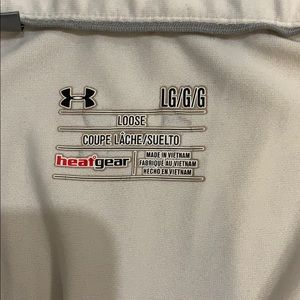 LG/G/G
LOOSE
COUPE LÂCHE/SUELTO
heatgear
MADE IN VIETNAM
FABRIQUÉ AU VIETNAM
HECHO EN VIETNAM